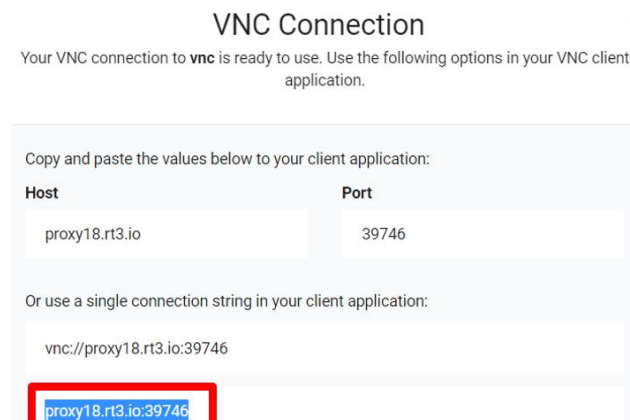 VNC Connection
Your VNC connection to vnc is ready to use. Use the following options in your VNC client
application.
Copy and paste the values below to your client application:
Host Port
proxy18.rt3.io 39746
Or use a single connection string in your client application:
vnc://proxy18.rt3.io:39746
proxy18.rt3.io:39746